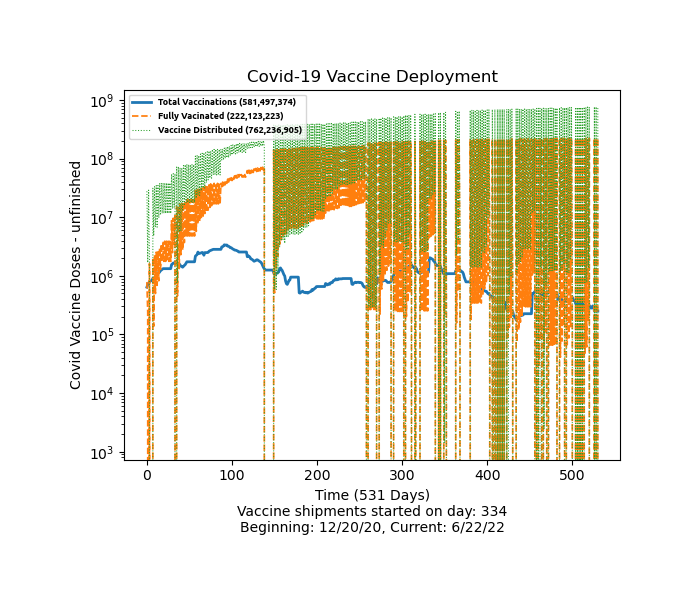 Covid-19 Vaccine Deployment
10⁹
10⁸
10⁷
10⁶
10⁵
10⁴
10³
Covid Vaccine Doses - unfinished
Total Vaccinations (581,497,374)
Fully Vacinated (222,123,223)
Vaccine Distributed (762,236,905)
0 100 200 300 400 500
Time (531 Days)
Vaccine shipments started on day: 334
Beginning: 12/20/20, Current: 6/22/22